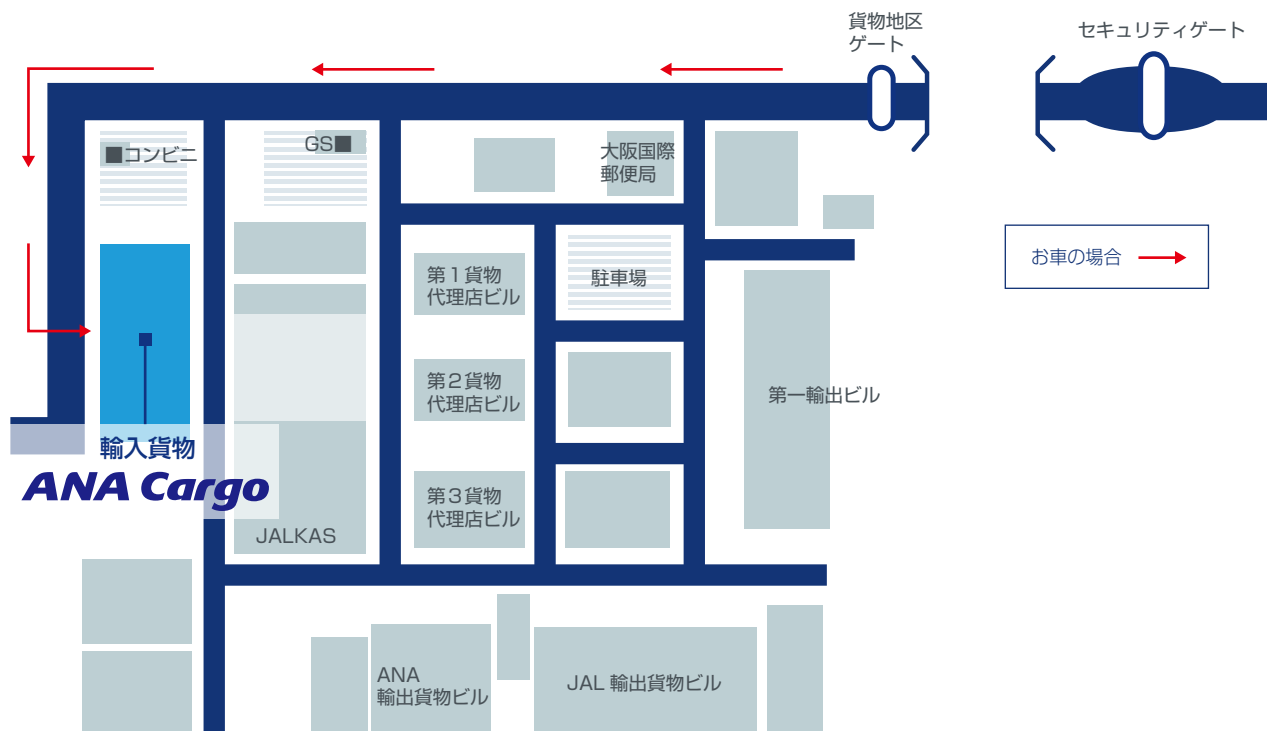 貨物地区
ゲート
セキュリティゲート
■コンビニ
GS■
大阪国際
郵便局
お車の場合
第1貨物
代理店ビル
駐車場
第2貨物
代理店ビル
第一輸出ビル
輸入貨物
ANA Cargo
第3貨物
代理店ビル
JALKAS
ANA
輸出貨物ビル
JAL 輸出貨物ビル